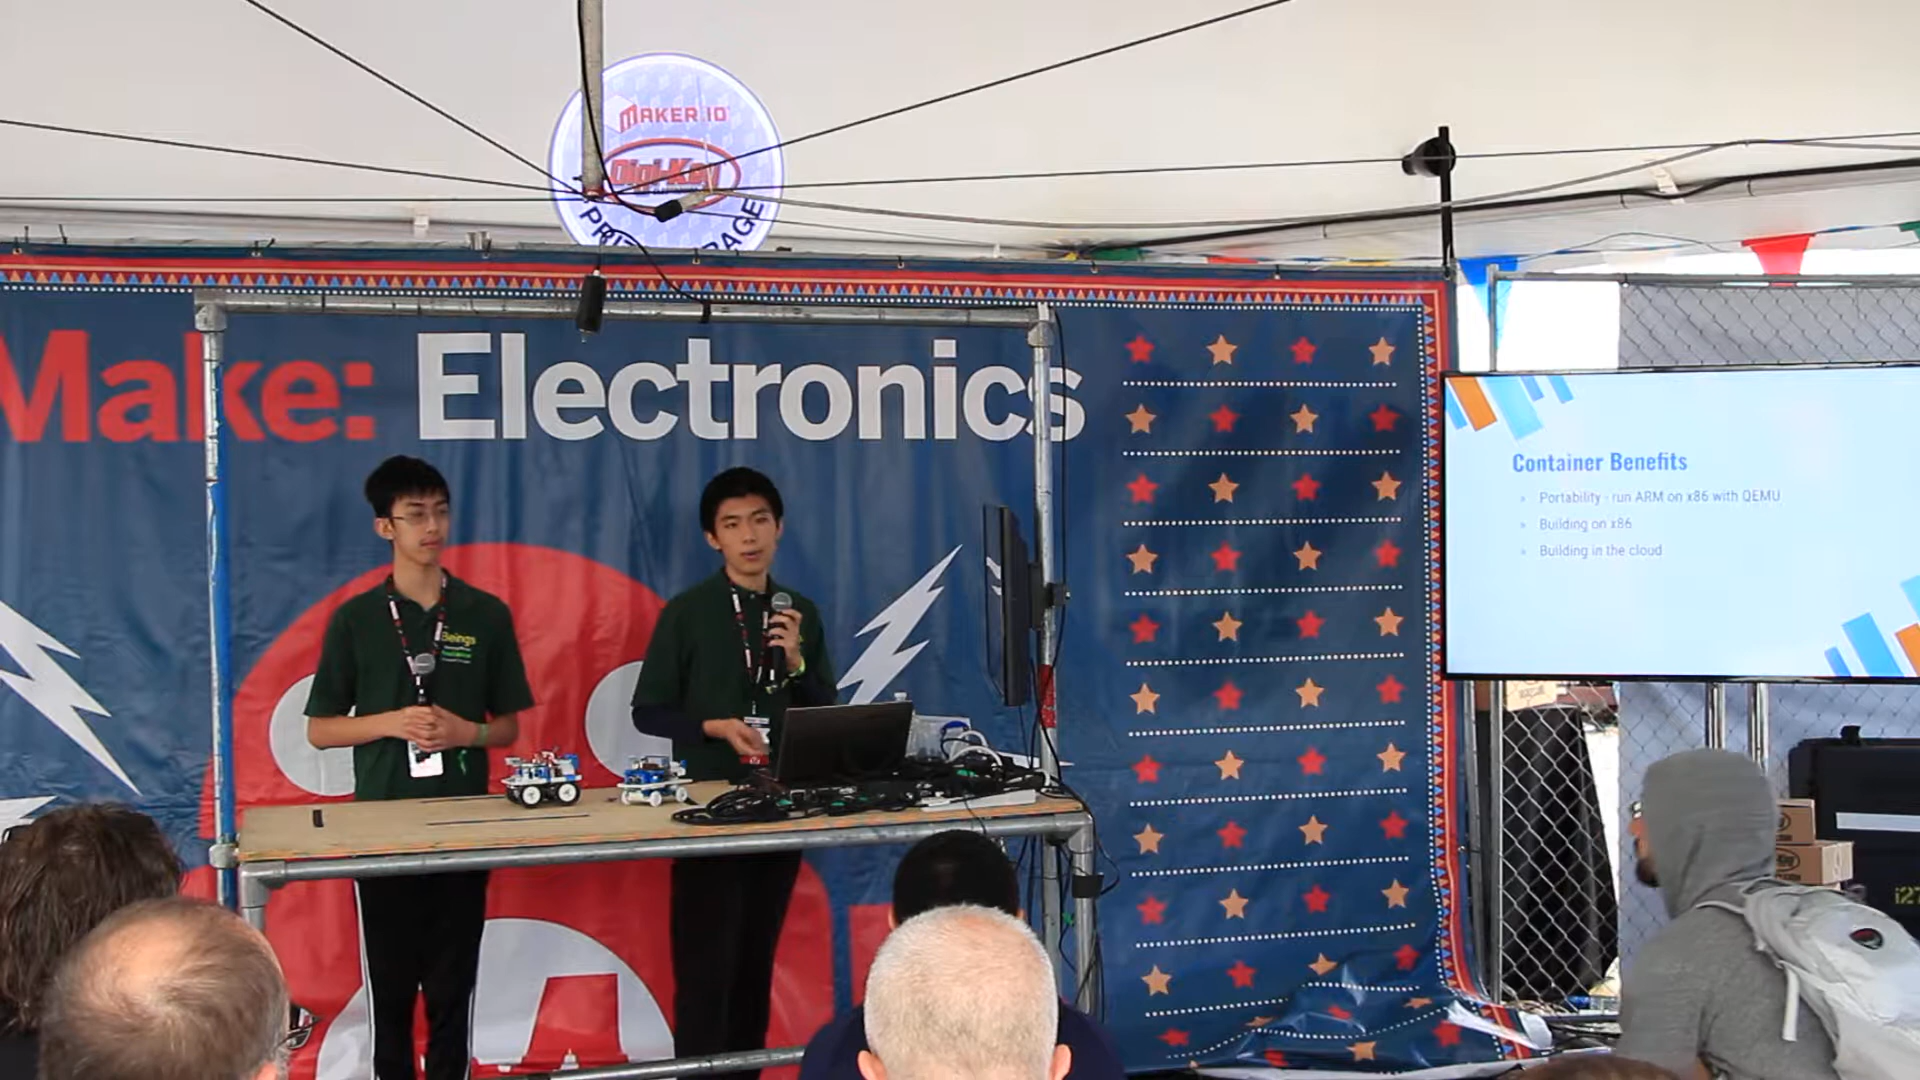 MAKER.IO
Digi-Key
Make: Electronics
Container Benefits
Portability - run ARM on x86 with QEMU
Building on x86
Building in the cloud
Beings